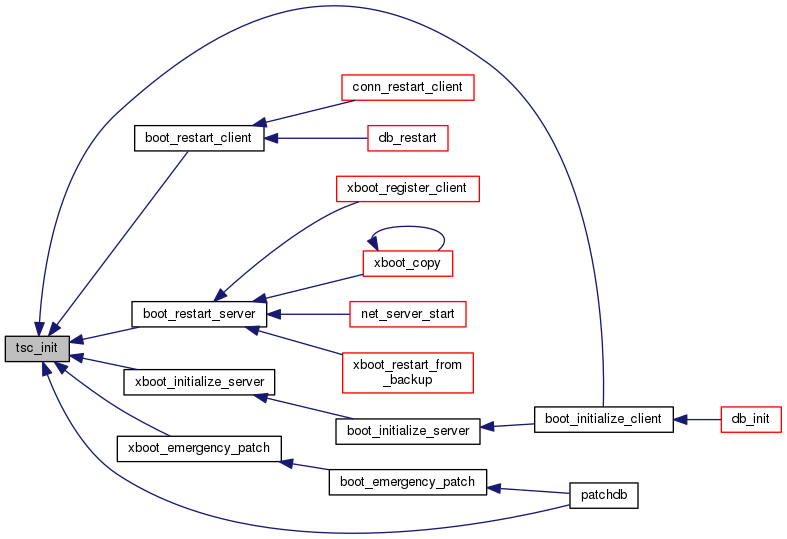 conn_restart_client
boot_restart_client
db_restart
xboot_register_client
xboot_copy
boot_restart_server
net_server_start
tsc_init
xboot_restart_from
_backup
xboot_initialize_server
boot_initialize_client
db_init
boot_initialize_server
xboot_emergency_patch
boot_emergency_patch
patchdb